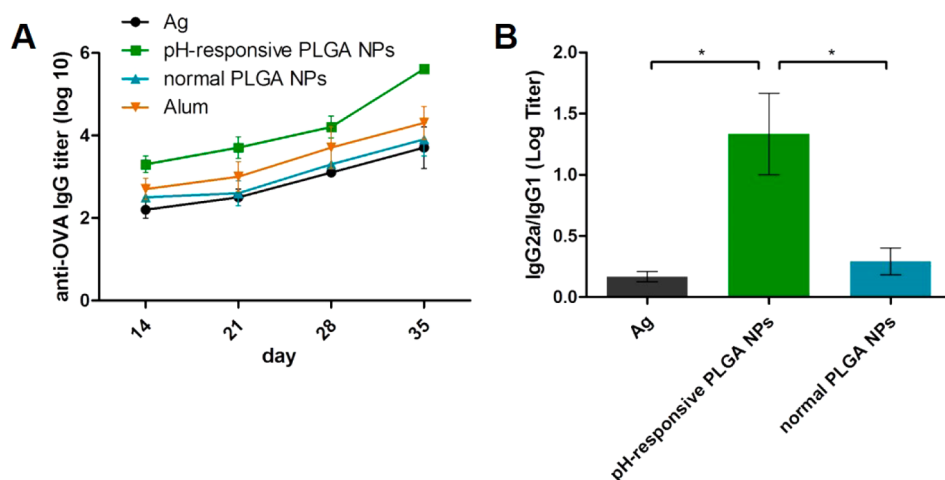 A
Ag
pH-responsive PLGA NPs
normal PLGA NPs
Alum
anti-OVA IgG titer (log 10)
6
4
2
0
14
21
28
35
day
B
IgG2a/IgG1 (Log Titer)
2.0
1.5
1.0
0.5
0.0
*
*
Ag
pH-responsive PLGA NPs
normal PLGA NPs